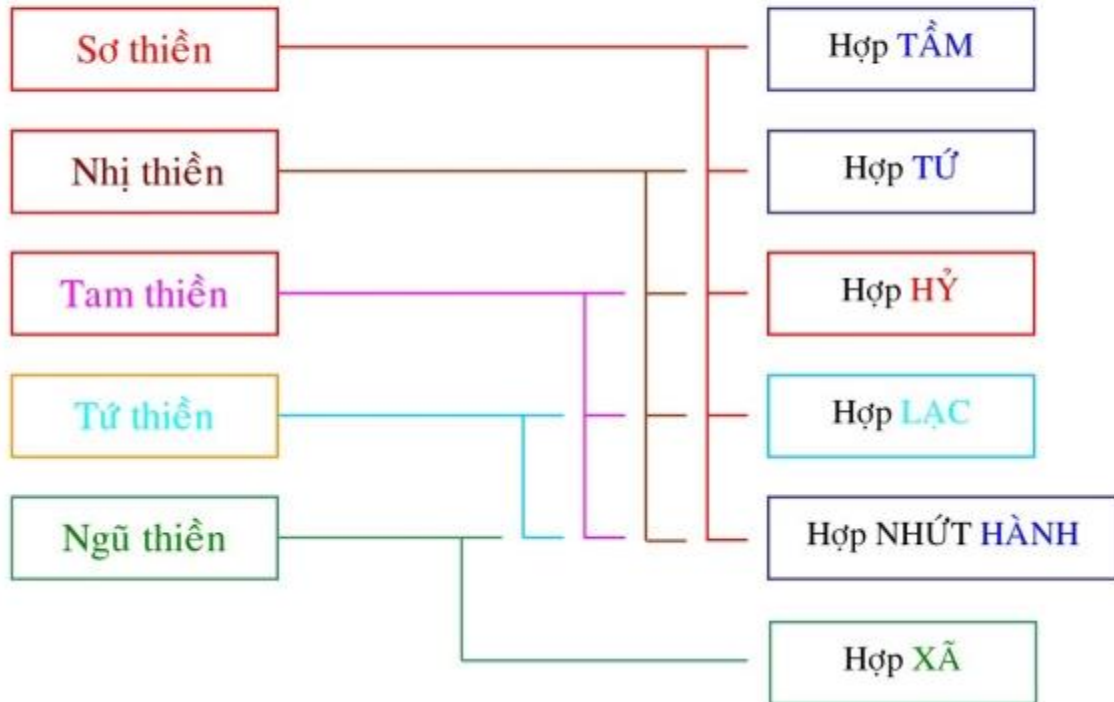 Sơ thiền
Hợp TẦM
Nhị thiền
Hợp TỨ
Tam thiền
Hợp HỶ
Tứ thiền
Hợp LẠC
Ngũ thiền
Hợp NHỨT HÀNH
Hợp XÃ